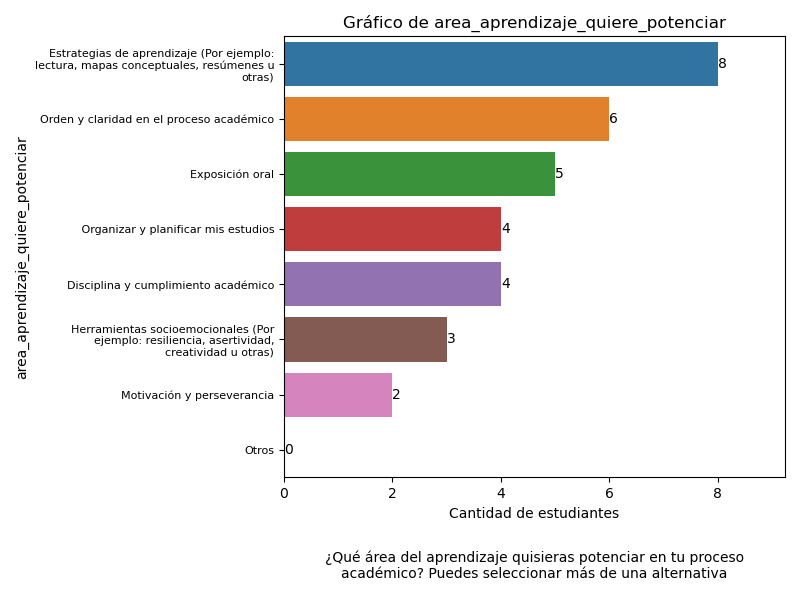 Gráfico de area_aprendizaje_quiere_potenciar
area_aprendizaje_quiere_potenciar
Estrategias de aprendizaje (Por ejemplo:
lectura, mapas conceptuales, resúmenes u
otras)
8
Orden y claridad en el proceso académico
6
Exposición oral
5
Organizar y planificar mis estudios
4
Disciplina y cumplimiento académico
4
Herramientas socioemocionales (Por
ejemplo: resiliencia, asertividad,
creatividad u otras)
3
Motivación y perseverancia
2
Otros
0
0 2 4 6 8
Cantidad de estudiantes
¿Qué área del aprendizaje quisieras potenciar en tu proceso
académico? Puedes seleccionar más de una alternativa